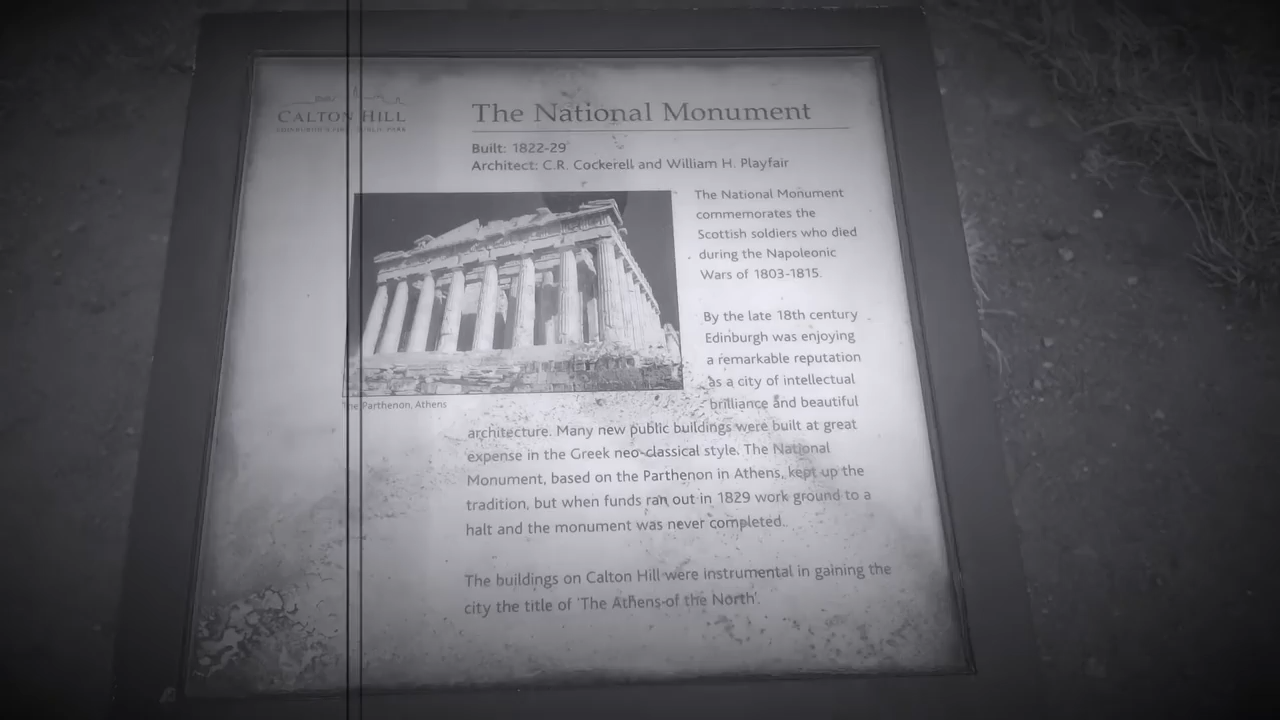 CALTON HILL
EDINBURGH'S FIRST PUBLIC PARK
The National Monument
Built: 1822-29
Architect: C.R. Cockerell and William H. Playfair
The National Monument
commemorates the
Scottish soldiers who died
during the Napoleonic
Wars of 1803-1815.
By the late 18th century
Edinburgh was enjoying
a remarkable reputation
as a city of intellectual
brilliance and beautiful
The Parthenon, Athens
architecture. Many new public buildings were built at great
expense in the Greek neo-classical style. The National
Monument, based on the Parthenon in Athens, kept up the
tradition, but when funds ran out in 1829 work ground to a
halt and the monument was never completed.
The buildings on Calton Hill were instrumental in gaining the
city the title of 'The Athens of the North'.